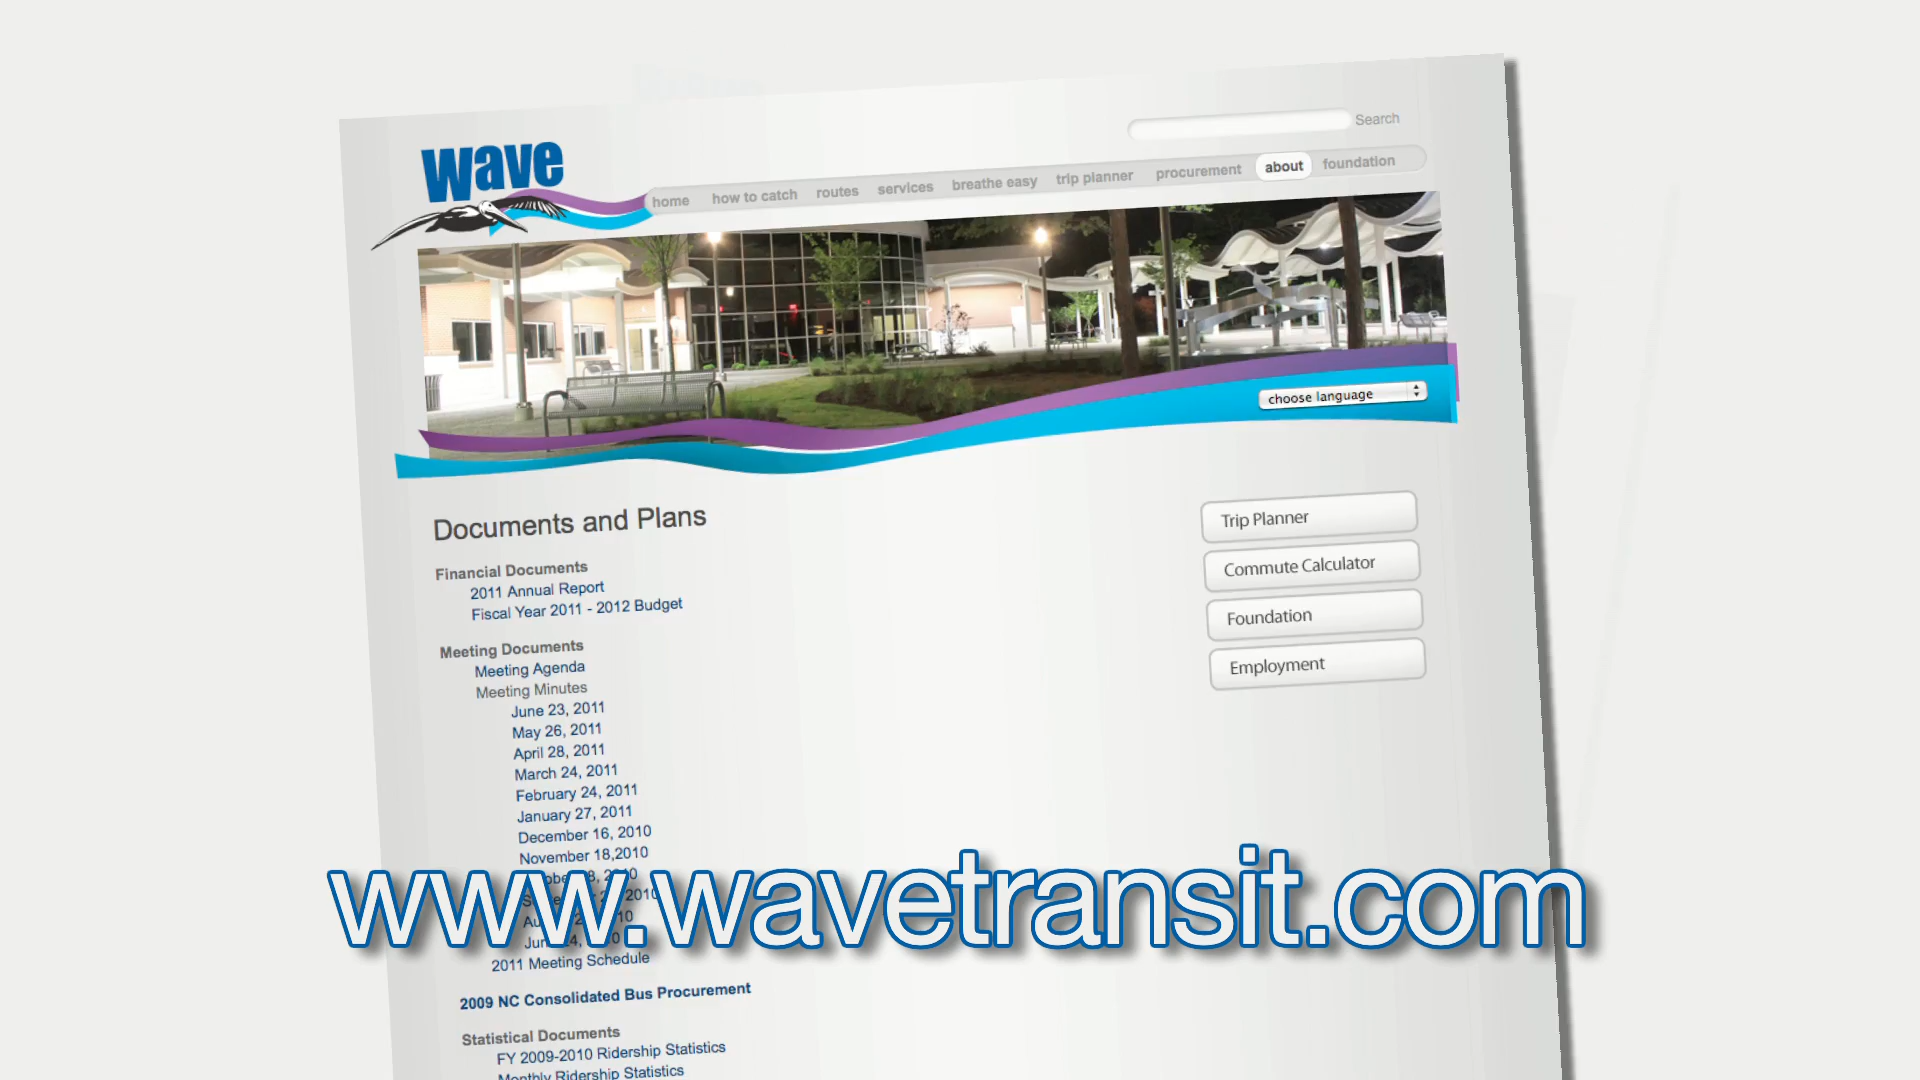 Search
wave
home how to catch routes services breathe easy trip planner procurement about foundation
choose language
Documents and Plans
Financial Documents
2011 Annual Report
Fiscal Year 2011 - 2012 Budget
Meeting Documents
Meeting Agenda
Meeting Minutes
June 23, 2011
May 26, 2011
April 28, 2011
March 24, 2011
February 24, 2011
January 27, 2011
December 16, 2010
November 18,2010
2011 Meeting Schedule
2009 NC Consolidated Bus Procurement
Statistical Documents
FY 2009-2010 Ridership Statistics
Monthly Ridership Statistics
Trip Planner
Commute Calculator
Foundation
Employment
www.wavetransit.com